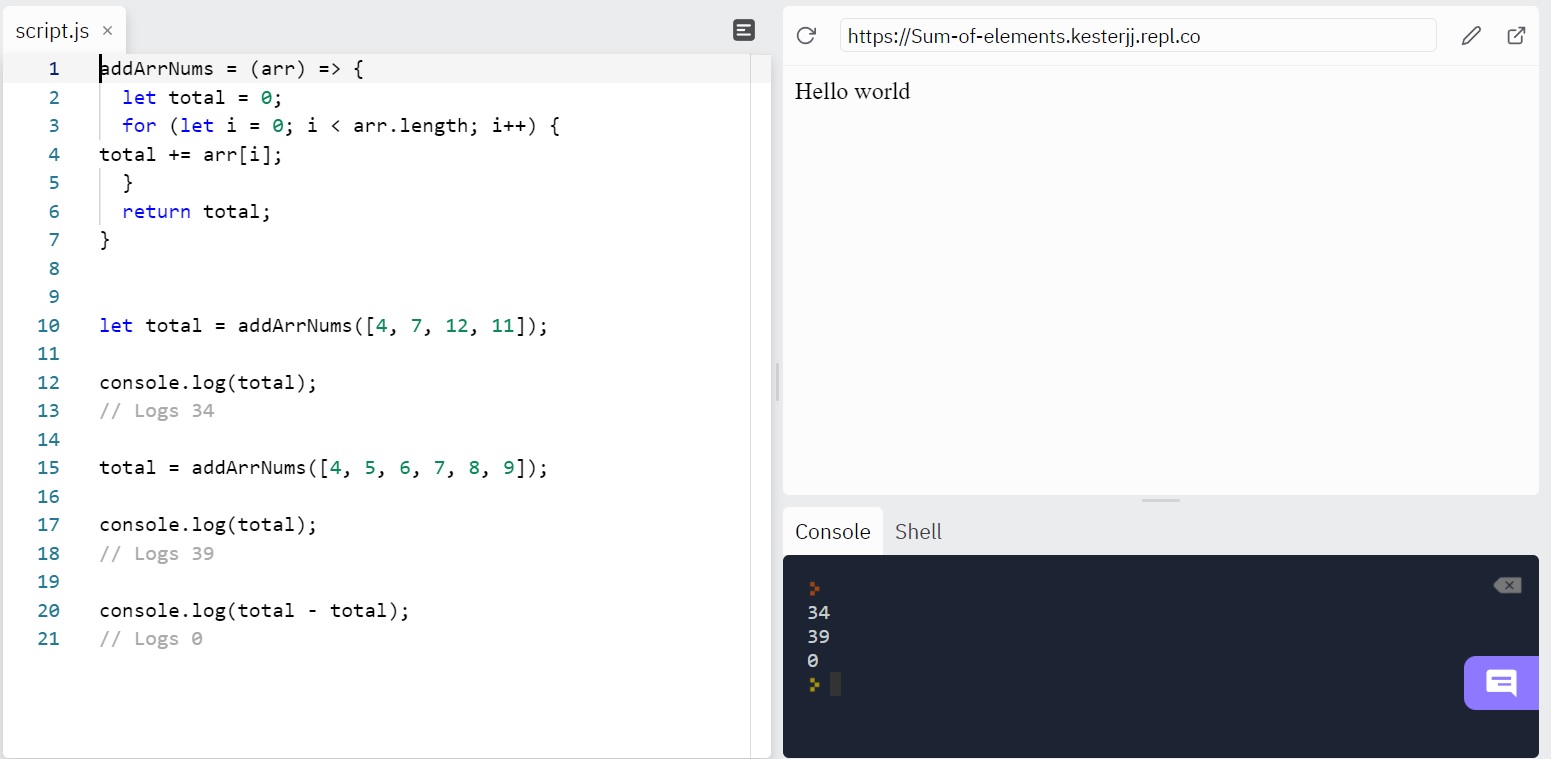 script.js ×
1 addArrNums = (arr) => {
2   let total = 0;
3   for (let i = 0; i < arr.length; i++) {
4 total += arr[i];
5   }
6   return total;
7 }
8
9
10 let total = addArrNums([4, 7, 12, 11]);
11
12 console.log(total);
13 // Logs 34
14
15 total = addArrNums([4, 5, 6, 7, 8, 9]);
16
17 console.log(total);
18 // Logs 39
19
20 console.log(total - total);
21 // Logs 0
https://Sum-of-elements.kesterjj.repl.co
Hello world
Console Shell
34
39
0